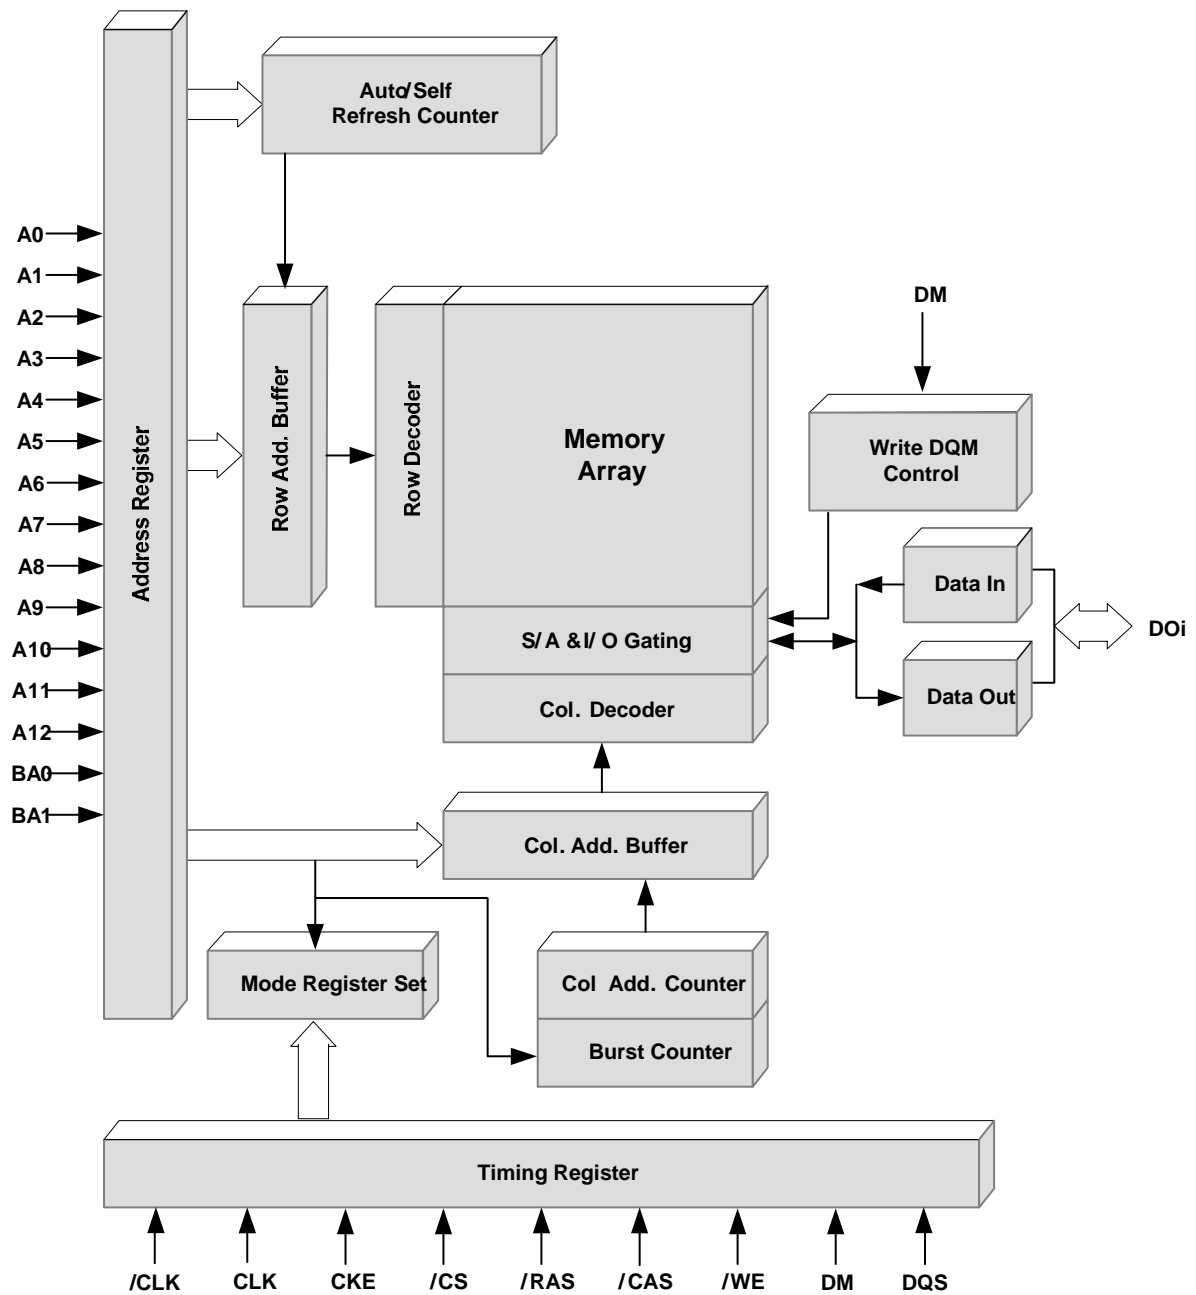 Auto/Self
Refresh Counter
A0
A1
A2
A3
A4
A5
A6
A7
A8
A9
A10
A11
A12
BA0
BA1
Address Register
Row Add. Buffer
Row Decoder
Memory
Array
S/ A &I/ O Gating
Col. Decoder
DM
Write DQM
Control
Data In
Data Out
DOi
Col. Add. Buffer
Mode Register Set
Col Add. Counter
Burst Counter
Timing Register
/CLK
CLK
CKE
/CS
/RAS
/CAS
/WE
DM
DQS